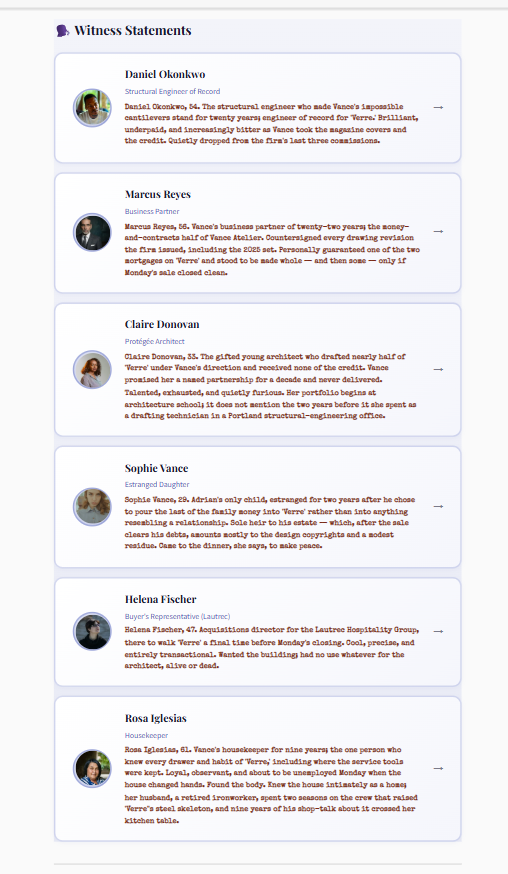 Witness Statements
Daniel Okonkwo
Structural Engineer of Record
Daniel Okonkwo, 54. The structural engineer who made Vance's impossible
cantilevers stand for twenty years; engineer of record for 'Verre.' Brilliant,
underpaid, and increasingly bitter as Vance took the magazine covers and
the credit. Quietly dropped from the firm's last three commissions.
→
Marcus Reyes
Business Partner
Marcus Reyes, 56. Vance's business partner of twenty-two years; the money-
and-contracts half of Vance Atelier. Countersigned every drawing revision
the firm issued, including the 2025 set. Personally guaranteed one of the two
mortgages on 'Verre' and stood to be made whole — and then some — only if
Monday's sale closed clean.
→
Claire Donovan
Protégée Architect
Claire Donovan, 33. The gifted young architect who drafted nearly half of
'Verre' under Vance's direction and received none of the credit. Vance
promised her a named partnership for a decade and never delivered.
Talented, exhausted, and quietly furious. Her portfolio begins at
architecture school; it does not mention the two years before it she spent as
a drafting technician in a Portland structural-engineering office.
→
Sophie Vance
Estranged Daughter
Sophie Vance, 29. Adrian's only child, estranged for two years after he chose
to pour the last of the family money into 'Verre' rather than into anything
resembling a relationship. Sole heir to his estate — which, after the sale
clears his debts, amounts mostly to the design copyrights and a modest
residue. Came to the dinner, she says, to make peace.
→
Helena Fischer
Buyer's Representative (Lautrec)
Helena Fischer, 47. Acquisitions director for the Lautrec Hospitality Group,
there to walk 'Verre' a final time before Monday's closing. Cool, precise, and
entirely transactional. Wanted the building; had no use whatever for the
architect, alive or dead.
→
Rosa Iglesias
Housekeeper
Rosa Iglesias, 61. Vance's housekeeper for nine years; the one person who
knew every drawer and habit of 'Verre,' including where the service tools
were kept. Loyal, observant, and about to be unemployed Monday when the
house changed hands. Found the body. Knew the house intimately as a home;
her husband, a retired ironworker, spent two seasons on the crew that raised
'Verre''s steel skeleton, and nine years of his shop-talk about it crossed her
kitchen table.
→